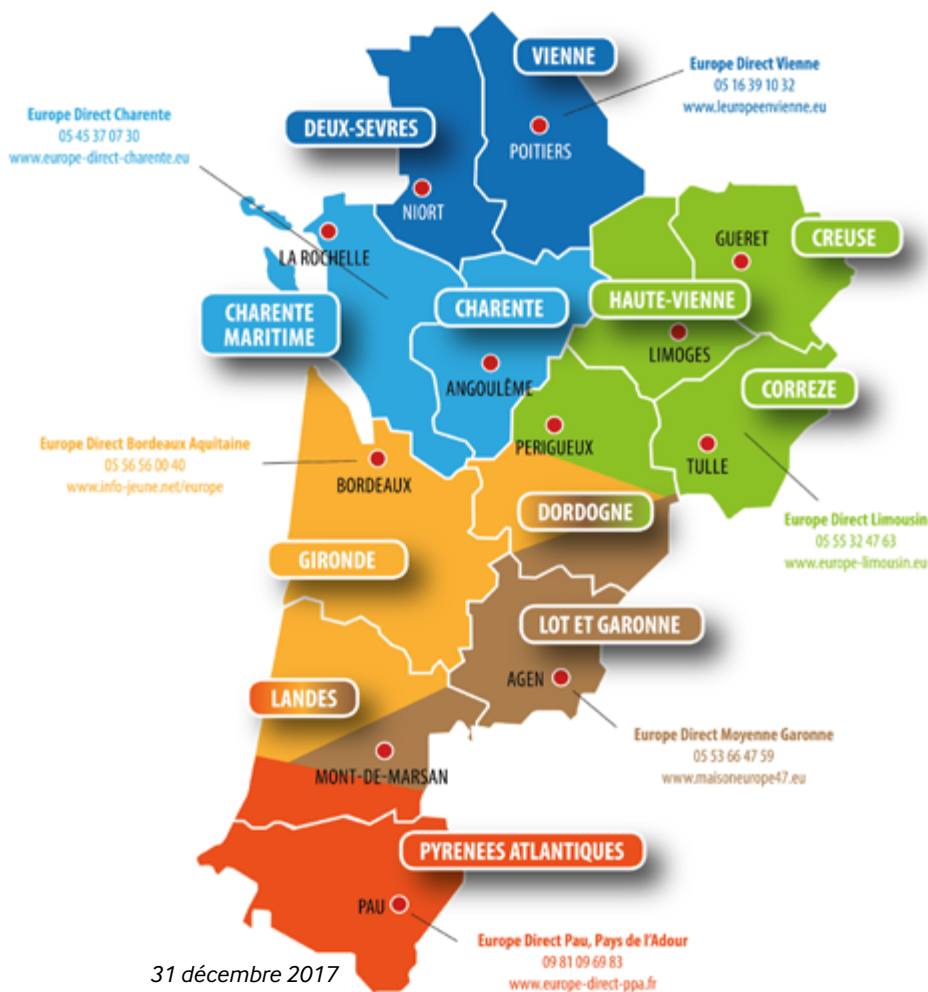 VIENNE
Europe Direct Vienne
05 16 39 10 32
www.leuropeenvienne.eu
Europe Direct Charente
05 45 37 07 30
www.europe-direct-charente.eu
DEUX-SEVRES
POITIERS
NIORT
LA ROCHELLE
GUERET
CREUSE
CHARENTE
MARITIME
CHARENTE
HAUTE-VIENNE
LIMOGES
ANGOULÊME
CORREZE
PERIGUEUX
TULLE
Europe Direct Bordeaux Aquitaine
05 56 56 00 40
www.info-jeune.net/europe
BORDEAUX
DORDOGNE
Europe Direct Limousin
05 55 32 47 63
www.europe-limousin.eu
GIRONDE
LOT ET GARONNE
AGEN
LANDES
Europe Direct Moyenne Garonne
05 53 66 47 59
www.maisoneurope47.eu
MONT-DE-MARSAN
PYRENEES ATLANTIQUES
PAU
Europe Direct Pau, Pays de l'Adour
09 81 09 69 83
www.europe-direct-ppa.fr
31 décembre 2017